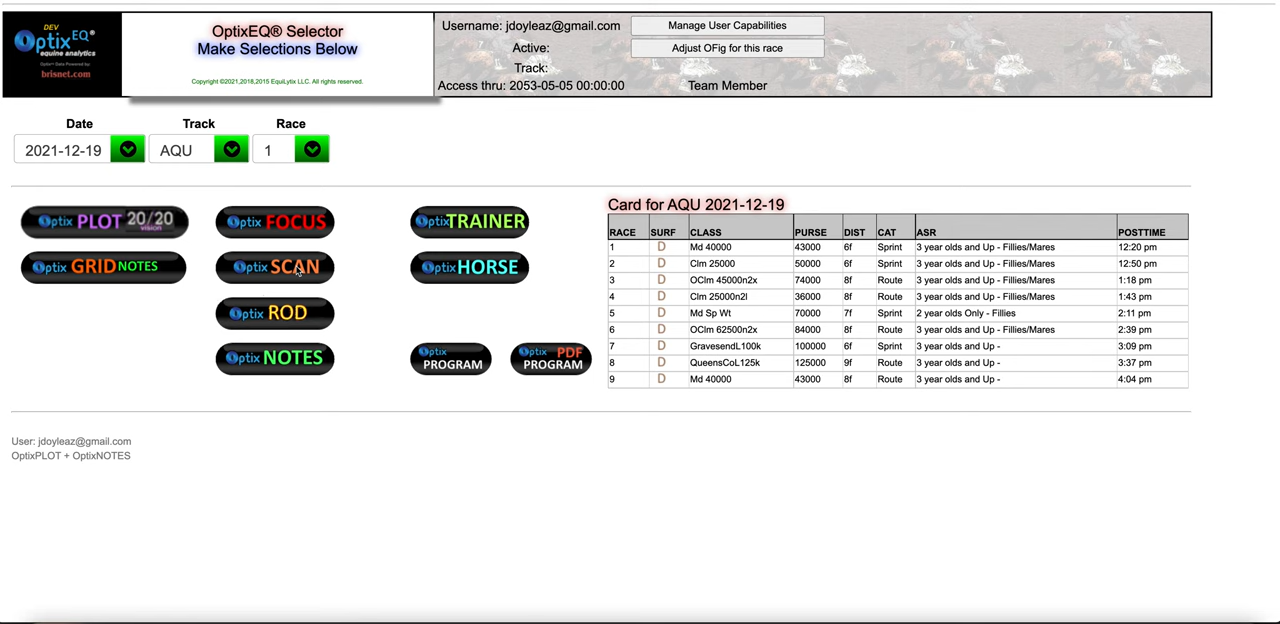 DEV
OptixEQ®
equine analytics
Optix™ Data Powered by:
brisnet.com
OptixEQ® Selector
Make Selections Below
Copyright ©2021,2018,2015 EquiLytix LLC. All rights reserved.
Username: jdoyleaz@gmail.com
Manage User Capabilities
Active:
Adjust OFig for this race
Track:
Access thru: 2053-05-05 00:00:00 Team Member
Date Track Race
2021-12-19 AQU 1
Optix PLOT 20/20 vision
Optix FOCUS
Optix TRAINER
Optix GRID NOTES
Optix SCAN
Optix HORSE
Optix ROD
Optix NOTES
Optix PROGRAM
Optix PDF PROGRAM
Card for AQU 2021-12-19
RACE SURF CLASS PURSE DIST CAT ASR POSTTIME
1 D Md 40000 43000 6f Sprint 3 year olds and Up - Fillies/Mares 12:20 pm
2 D Clm 25000 50000 6f Sprint 3 year olds and Up - Fillies/Mares 12:50 pm
3 D OClm 45000n2x 74000 8f Route 3 year olds and Up - Fillies/Mares 1:18 pm
4 D Clm 25000n2l 36000 8f Route 3 year olds and Up - Fillies/Mares 1:43 pm
5 D Md Sp Wt 70000 7f Sprint 2 year olds Only - Fillies 2:11 pm
6 D OClm 62500n2x 84000 8f Route 3 year olds and Up - Fillies/Mares 2:39 pm
7 D GravesendL100k 100000 6f Sprint 3 year olds and Up - 3:09 pm
8 D QueensCoL125k 125000 9f Route 3 year olds and Up - 3:37 pm
9 D Md 40000 43000 8f Route 3 year olds and Up - 4:04 pm
User: jdoyleaz@gmail.com
OptixPLOT + OptixNOTES